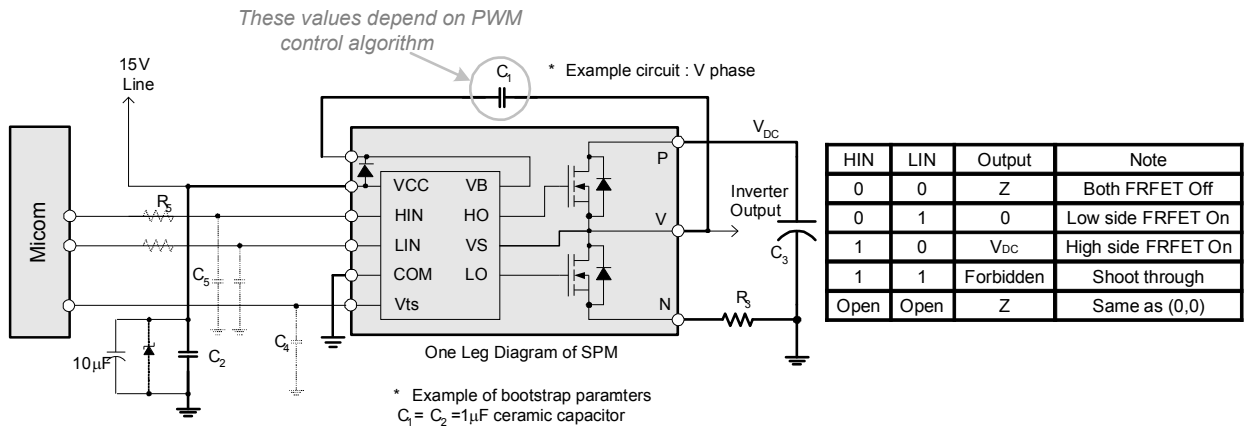 These values depend on PWM
control algorithm
15V
Line
C1
* Example circuit : V phase
Micom
R5
C5
C4
10μF
C2
VCC
HIN
LIN
COM
Vts
VB
HO
VS
LO
P
V
N
VDC
Inverter
Output
C3
R3
One Leg Diagram of SPM
* Example of bootstrap paramters
C1 = C2 =1μF ceramic capacitor
HIN LIN Output Note
0 0 Z Both FRFET Off
0 1 0 Low side FRFET On
1 0 VDC High side FRFET On
1 1 Forbidden Shoot through
Open Open Z Same as (0,0)